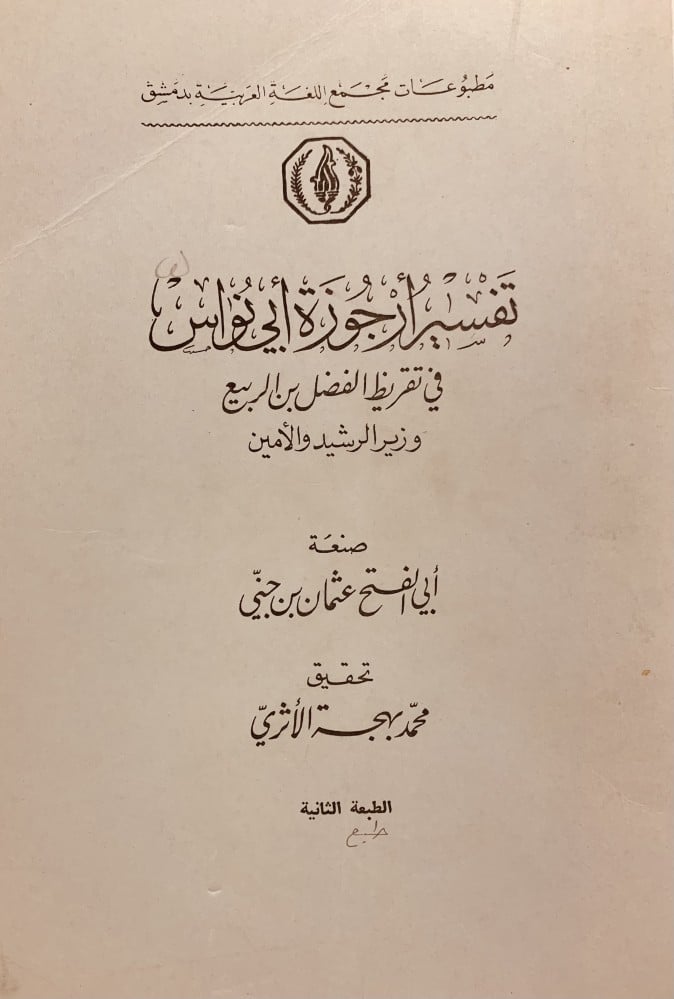 مطبوعات مجمع اللغة العربية بدمشق
تفسير أرجوزة أبي نواس
في تقريظ الفضل بن الربيع
وزير الرشيد والأمين
صنعة
أبي الفتح عثمان بن جني
تحقيق
محمد بهجة الأثري
الطبعة الثانية